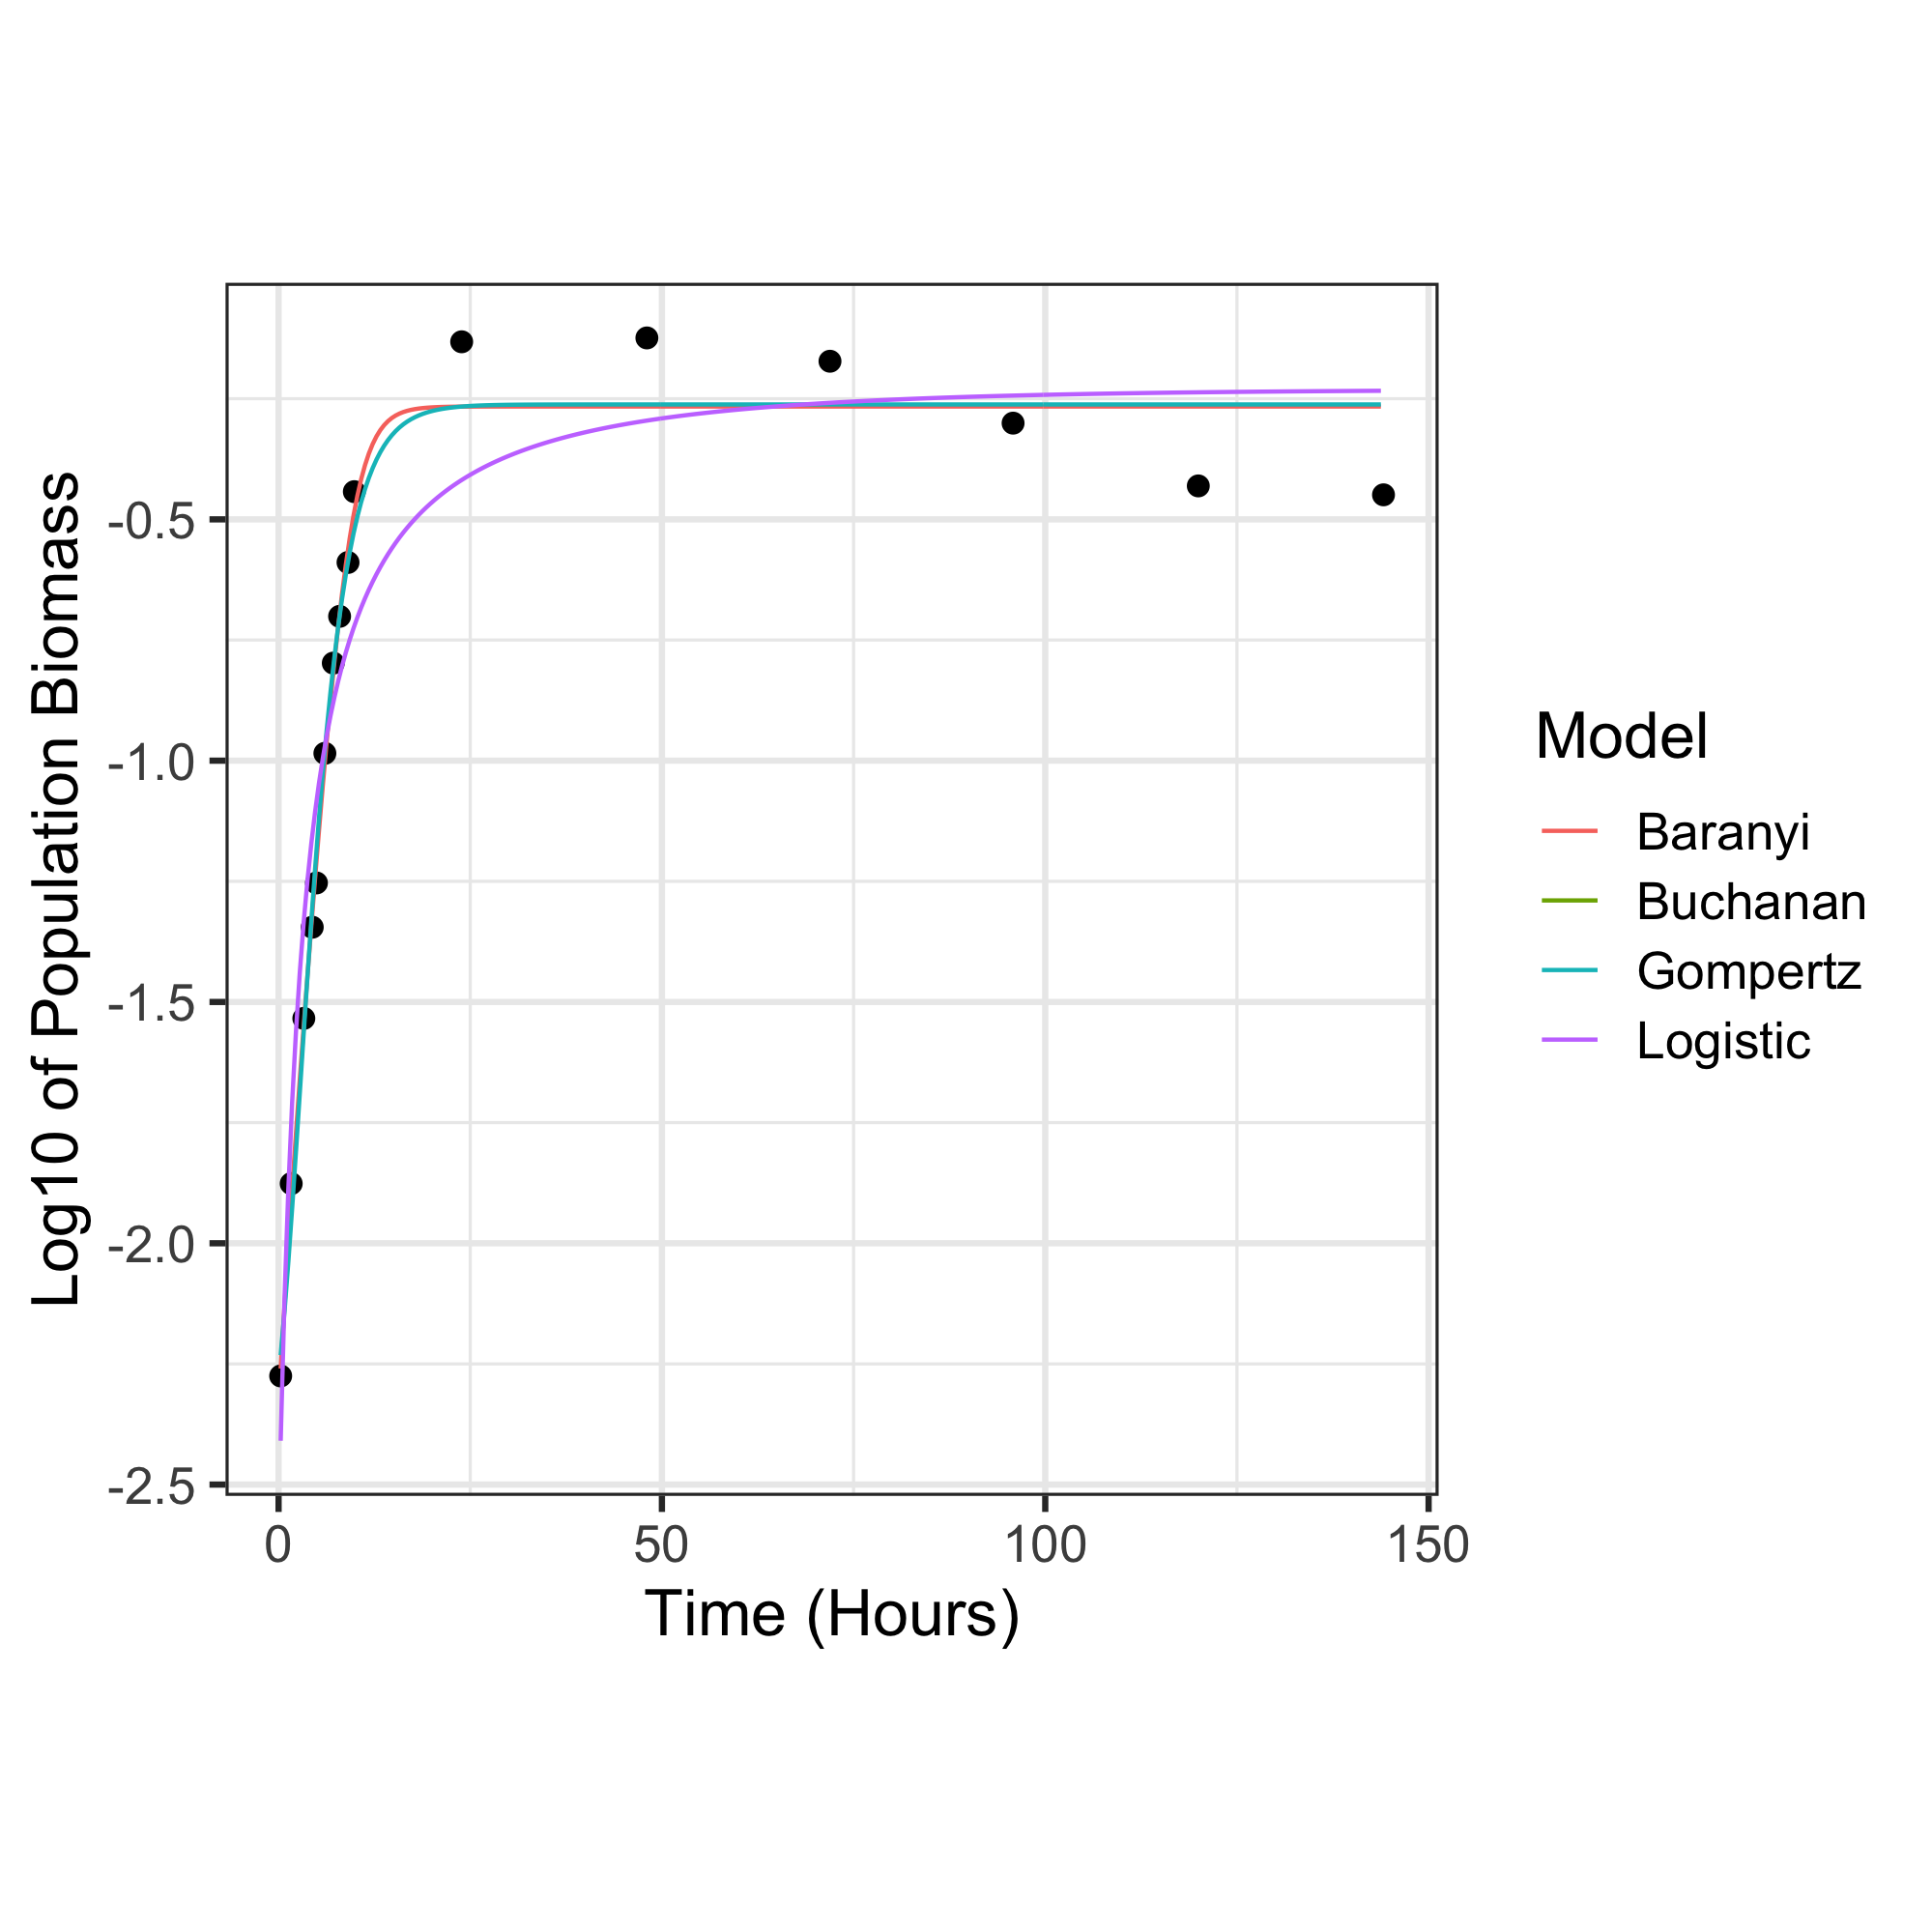 Log10 of Population Biomass
-0.5
-1.0
-1.5
-2.0
-2.5
0 50 100 150
Time (Hours)
Model
Baranyi
Buchanan
Gompertz
Logistic